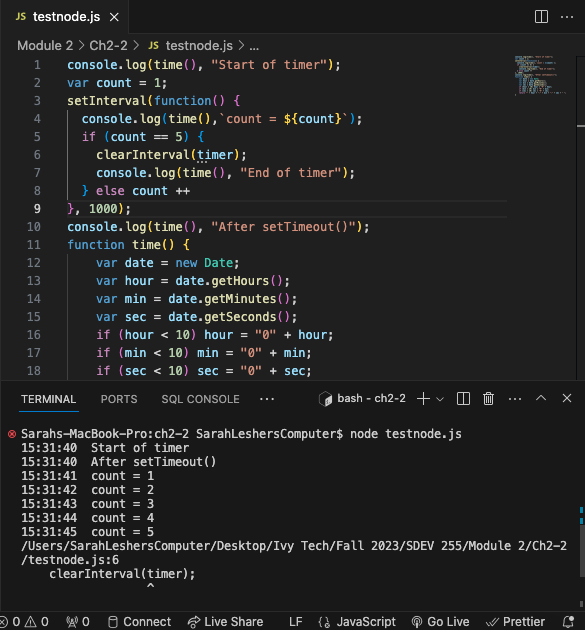 JS testnode.js ×
Module 2 > Ch2-2 > JS testnode.js > ...
1 console.log(time(), "Start of timer");
2 var count = 1;
3 setInterval(function() {
4 console.log(time(),`count = ${count}`);
5 if (count == 5) {
6 clearInterval(timer);
7 console.log(time(), "End of timer");
8 } else count ++
9 }, 1000);
10 console.log(time(), "After setTimeout()");
11 function time() {
12 var date = new Date;
13 var hour = date.getHours();
14 var min = date.getMinutes();
15 var sec = date.getSeconds();
16 if (hour < 10) hour = "0" + hour;
17 if (min < 10) min = "0" + min;
18 if (sec < 10) sec = "0" + sec;
TERMINAL PORTS SQL CONSOLE ... bash - ch2-2
Sarahs-MacBook-Pro:ch2-2 SarahLeshersComputer$ node testnode.js
15:31:40 Start of timer
15:31:40 After setTimeout()
15:31:41 count = 1
15:31:42 count = 2
15:31:43 count = 3
15:31:44 count = 4
15:31:45 count = 5
/Users/SarahLeshersComputer/Desktop/Ivy Tech/Fall 2023/SDEV 255/Module 2/Ch2-2
/testnode.js:6
clearInterval(timer);
^
0 0 0 Connect Live Share LF {} JavaScript Go Live Prettier